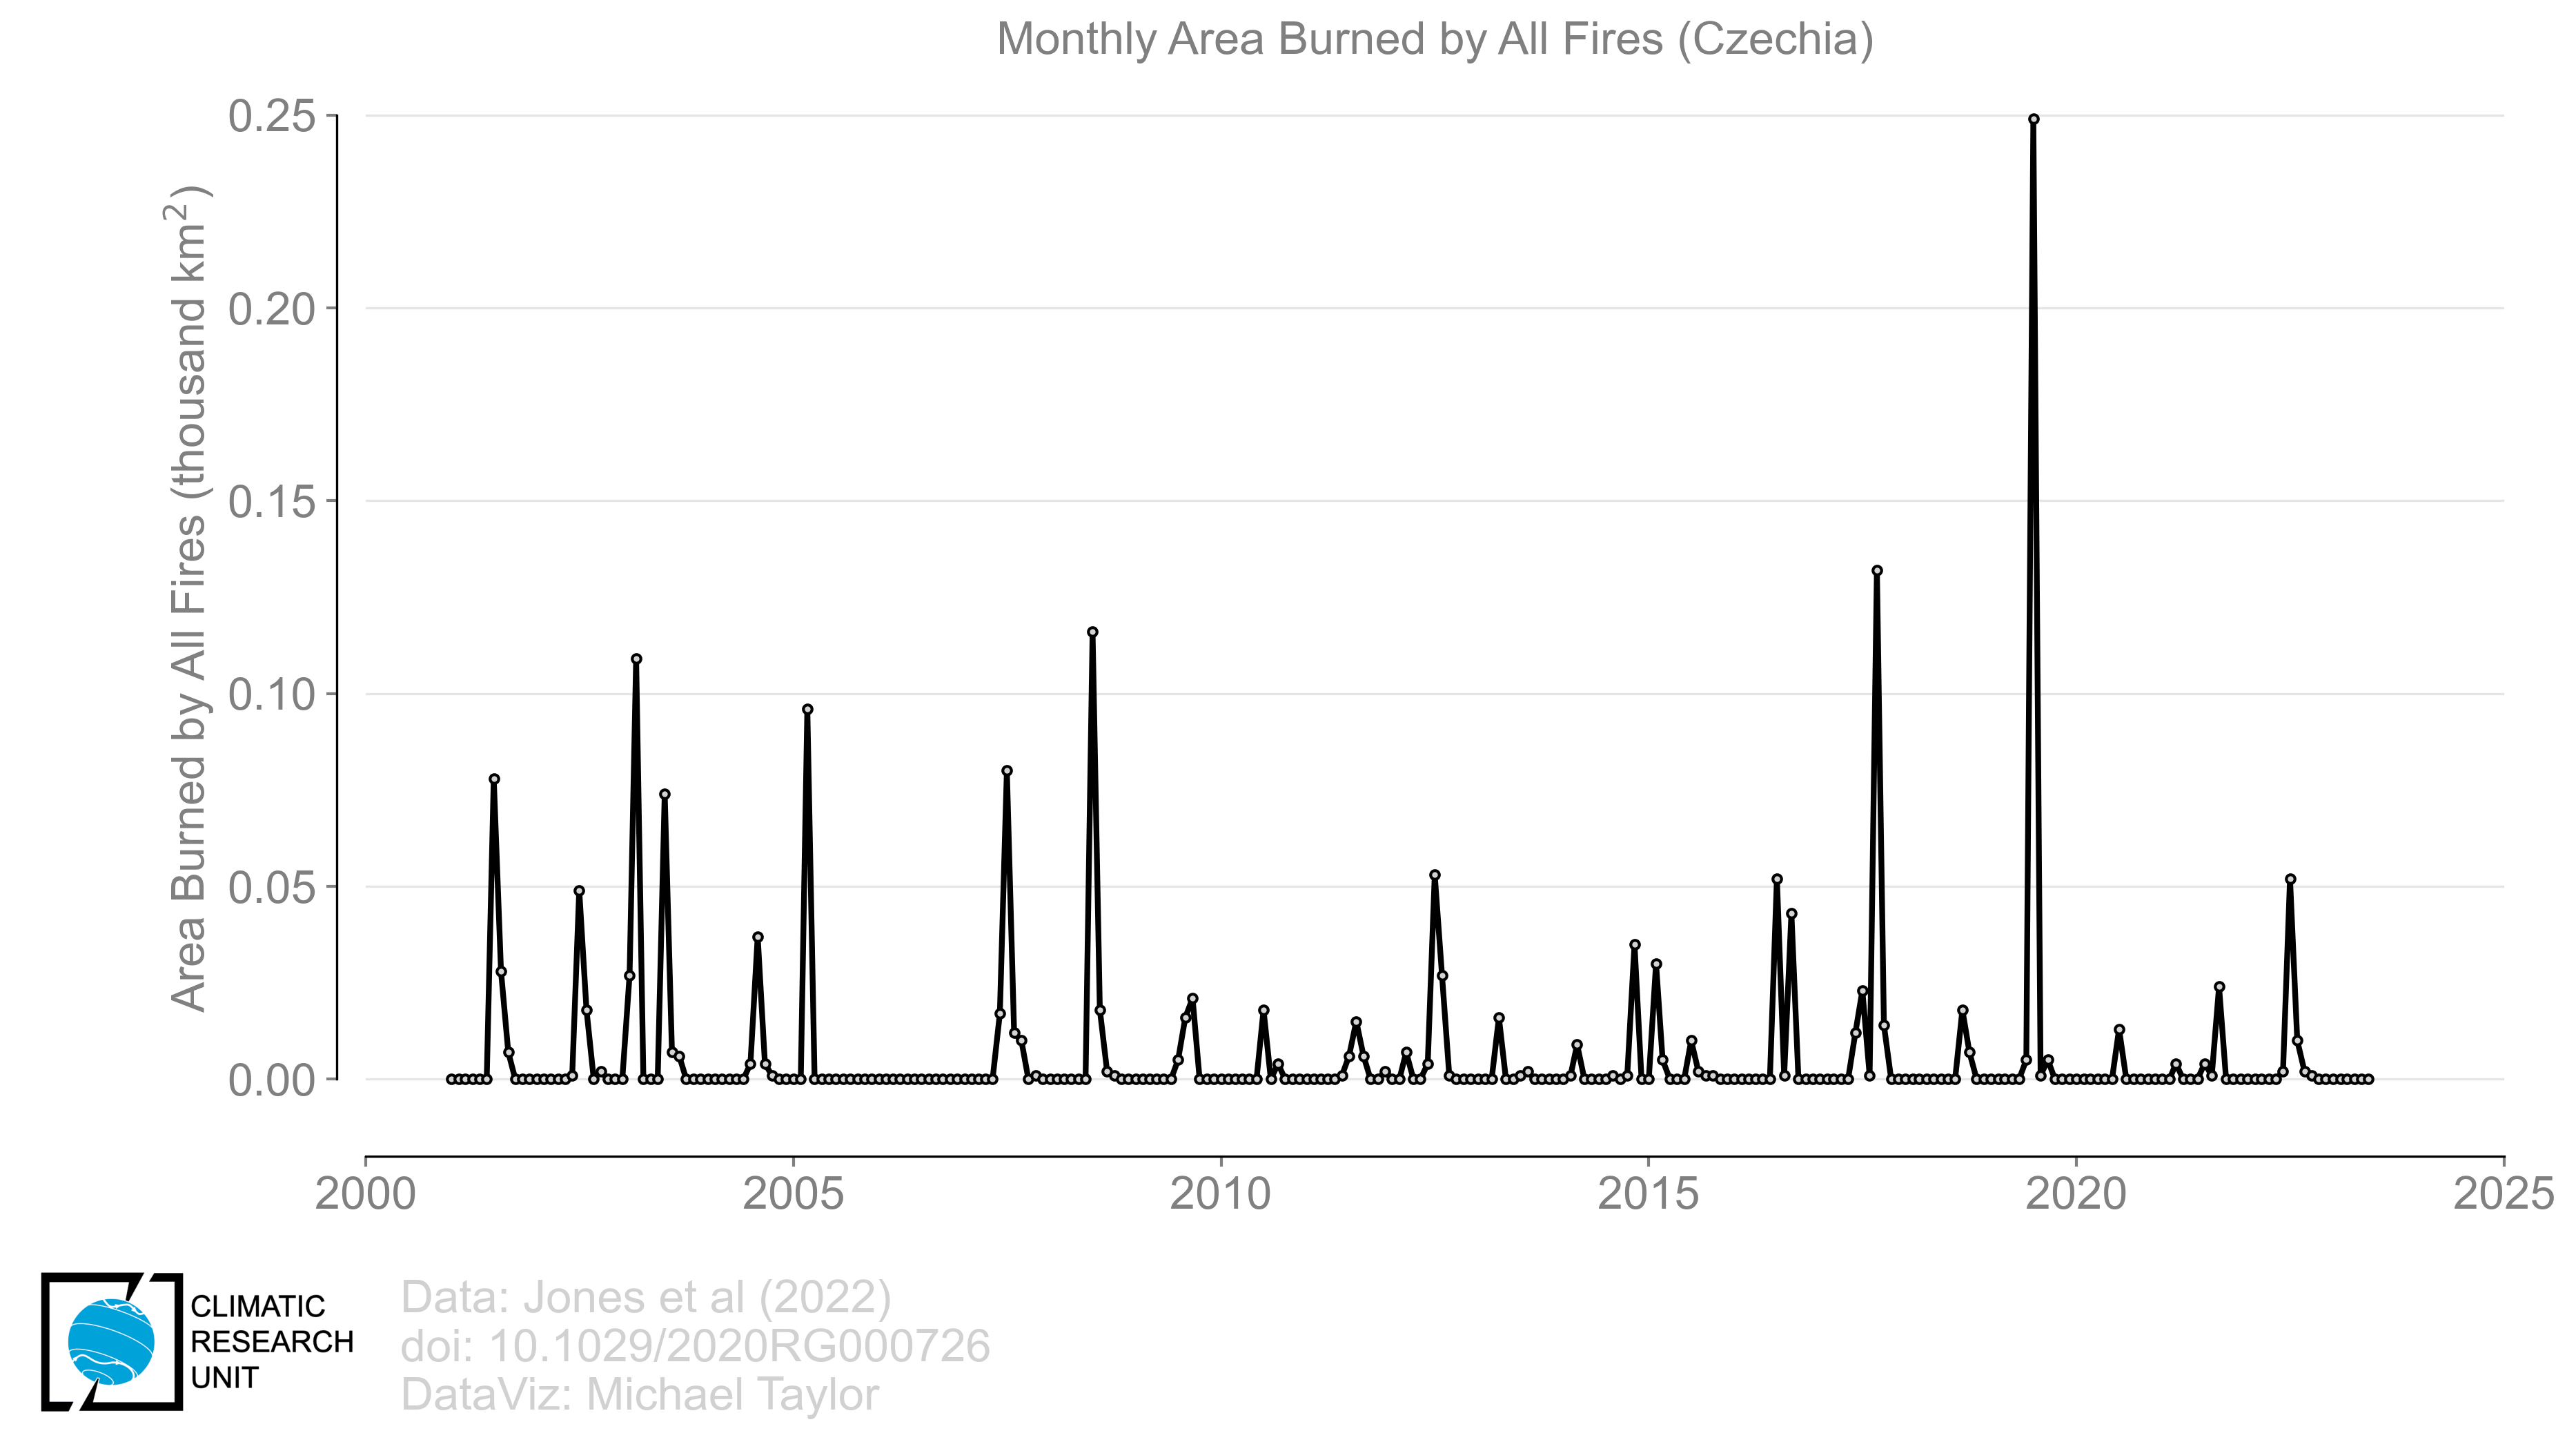 Monthly Area Burned by All Fires (Czechia)
Area Burned by All Fires (thousand km²)
0.25
0.20
0.15
0.10
0.05
0.00
2000 2005 2010 2015 2020 2025
CLIMATIC
RESEARCH
UNIT
Data: Jones et al (2022)
doi: 10.1029/2020RG000726
DataViz: Michael Taylor